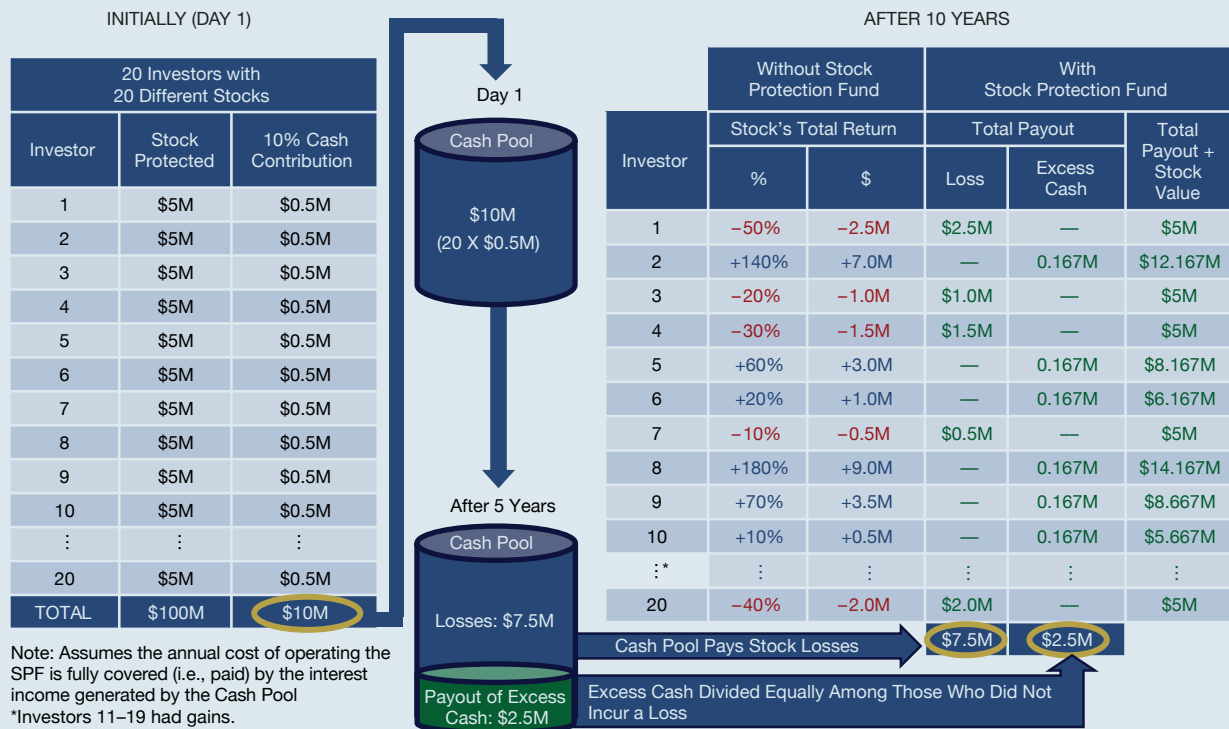 INITIALLY (DAY 1)
20 Investors with
20 Different Stocks
Investor
Stock
Protected
10% Cash
Contribution
1 $5M $0.5M
2 $5M $0.5M
3 $5M $0.5M
4 $5M $0.5M
5 $5M $0.5M
6 $5M $0.5M
7 $5M $0.5M
8 $5M $0.5M
9 $5M $0.5M
10 $5M $0.5M
⋮ ⋮ ⋮
20 $5M $0.5M
TOTAL $100M $10M
Note: Assumes the annual cost of operating the
SPF is fully covered (i.e., paid) by the interest
income generated by the Cash Pool
*Investors 11–19 had gains.
Day 1
Cash Pool
$10M
(20 X $0.5M)
After 5 Years
Cash Pool
Losses: $7.5M
Payout of Excess
Cash: $2.5M
AFTER 10 YEARS
Investor
Without Stock
Protection Fund
With
Stock Protection Fund
Stock's Total Return
Total Payout
Total
Payout +
Stock
Value
% $ Loss
Excess
Cash
1 −50% −2.5M $2.5M — $5M
2 +140% +7.0M — 0.167M $12.167M
3 −20% −1.0M $1.0M — $5M
4 −30% −1.5M $1.5M — $5M
5 +60% +3.0M — 0.167M $8.167M
6 +20% +1.0M — 0.167M $6.167M
7 −10% −0.5M $0.5M — $5M
8 +180% +9.0M — 0.167M $14.167M
9 +70% +3.5M — 0.167M $8.667M
10 +10% +0.5M — 0.167M $5.667M
⋮* ⋮ ⋮ ⋮ ⋮ ⋮
20 −40% −2.0M $2.0M — $5M
$7.5M $2.5M
Cash Pool Pays Stock Losses
Excess Cash Divided Equally Among Those Who Did Not
Incur a Loss